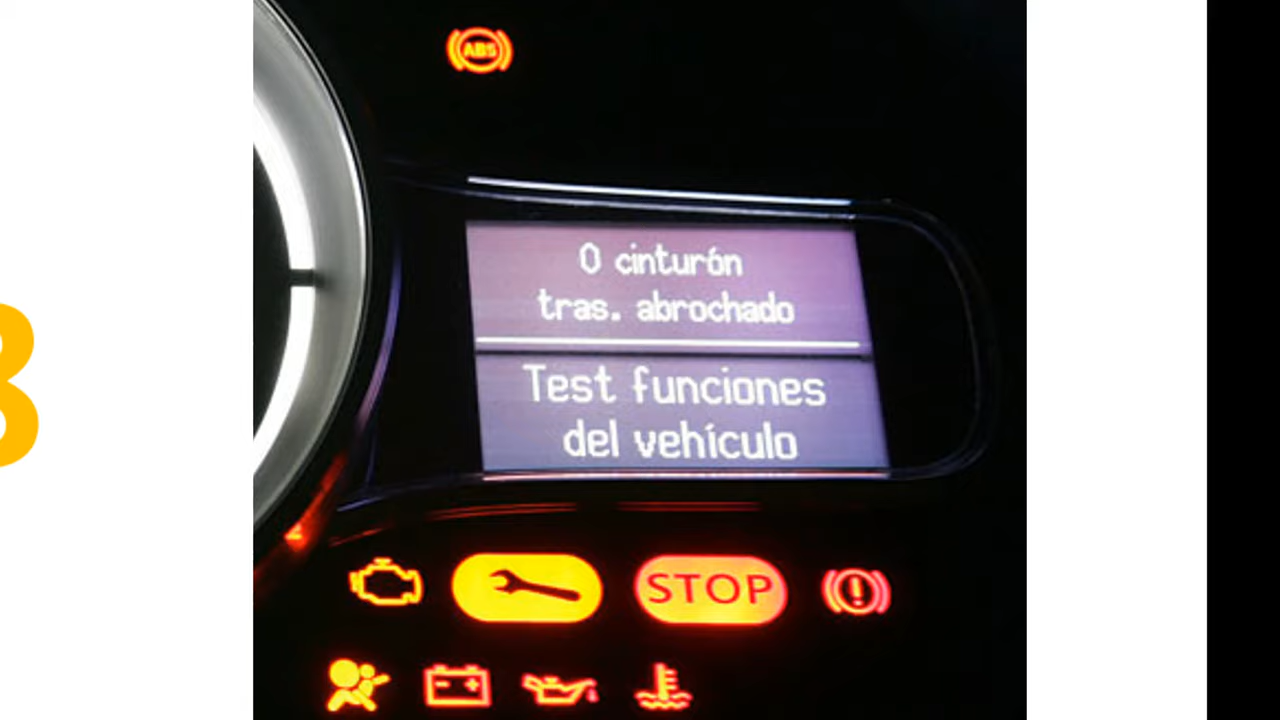 ABS
0 cinturón
tras. abrochado
Test funciones
del vehículo
STOP